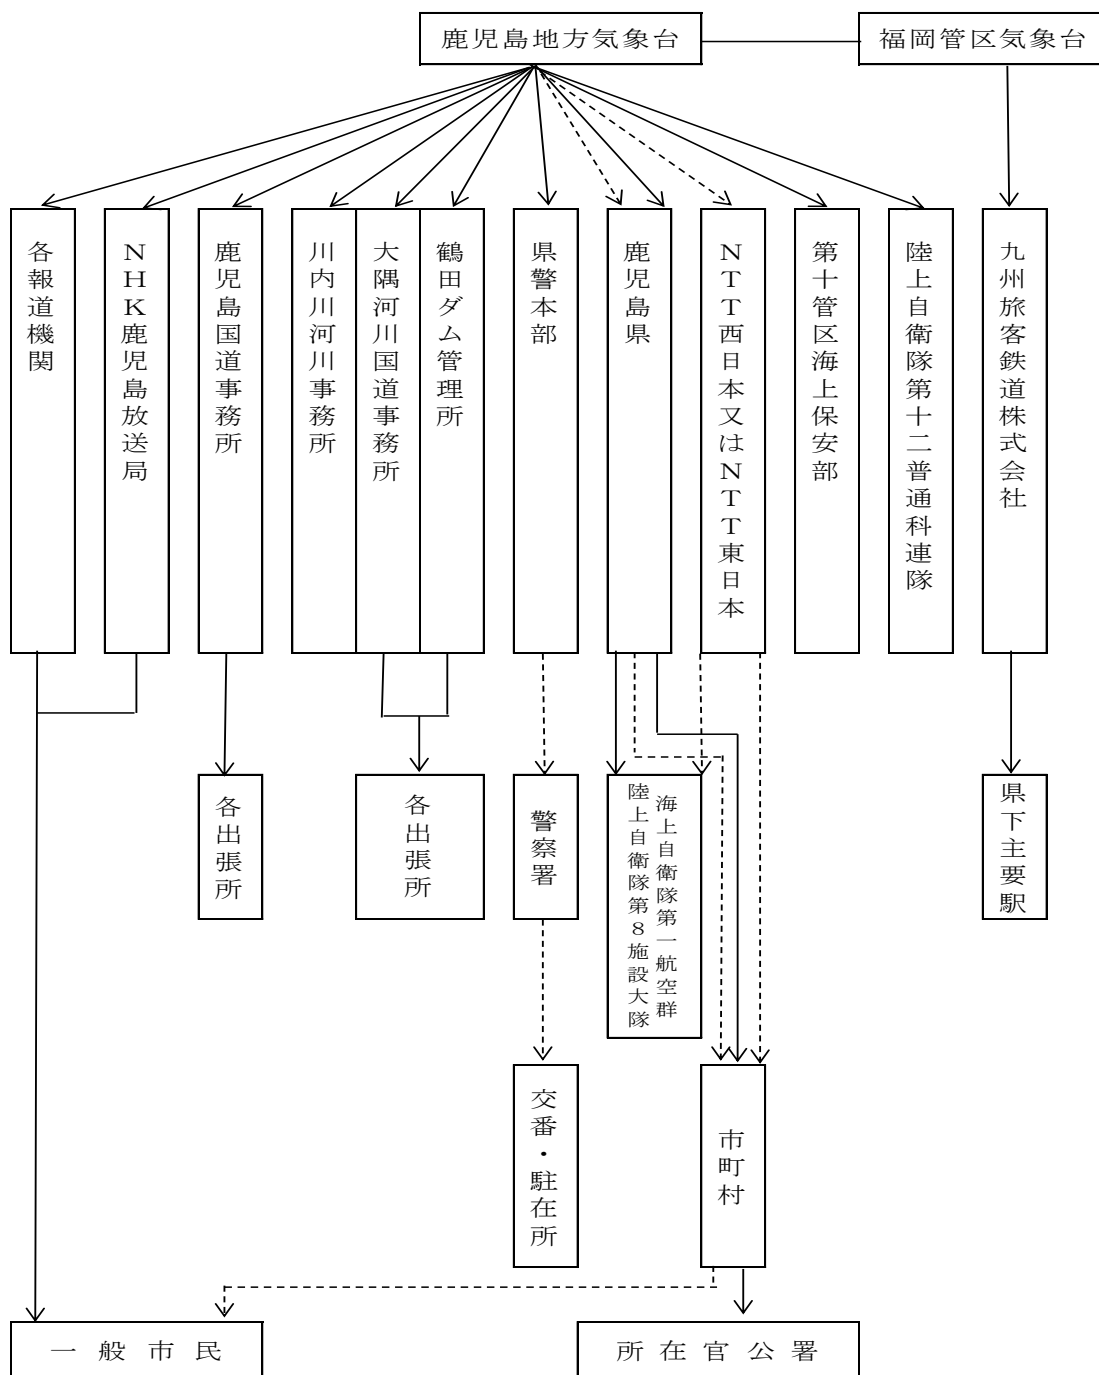 鹿児島地方気象台
福岡管区気象台
各報道機関
NHK鹿児島放送局
鹿児島国道事務所
川内川河川事務所
大隅河川国道事務所
鶴田ダム管理所
県警本部
鹿児島県
NTT西日本又はNTT東日本
第十管区海上保安部
陸上自衛隊第十二普通科連隊
九州旅客鉄道株式会社
各出張所
各出張所
警察署
海上自衛隊第一航空群
陸上自衛隊第8施設大隊
県下主要駅
交番・駐在所
市町村
一般市民
所在官公署